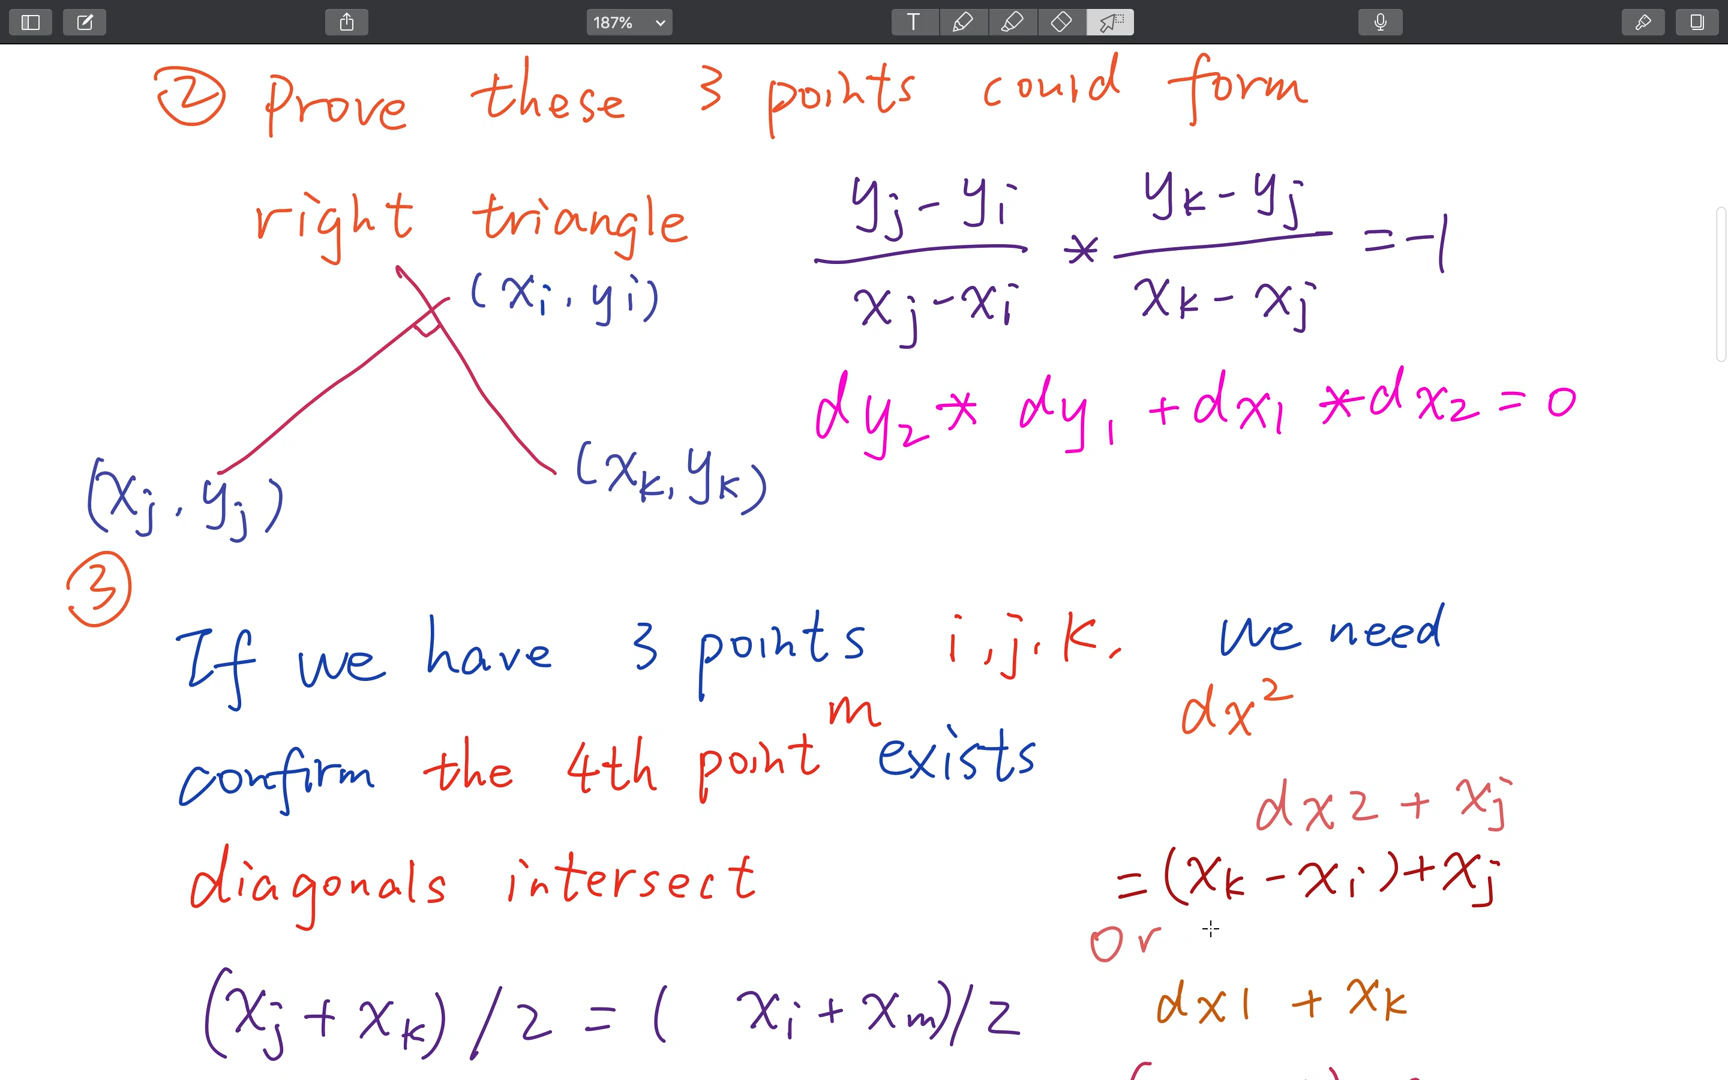 187%
T
② Prove these 3 points could form
right triangle
(xi, yi)
(xj, yj)
(xk, yk)
yj - yi / xj - xi * yk - yj / xk - xj = -1
dy2 * dy1 + dx1 * dx2 = 0
③
If we have 3 points i, j, k, we need
confirm the 4th point m exists
dx2
diagonals intersect
dx2 + xj
= (xk - xi) + xj
or
(xj + xk) / 2 = ( xi + xm) / 2
dx1 + xk